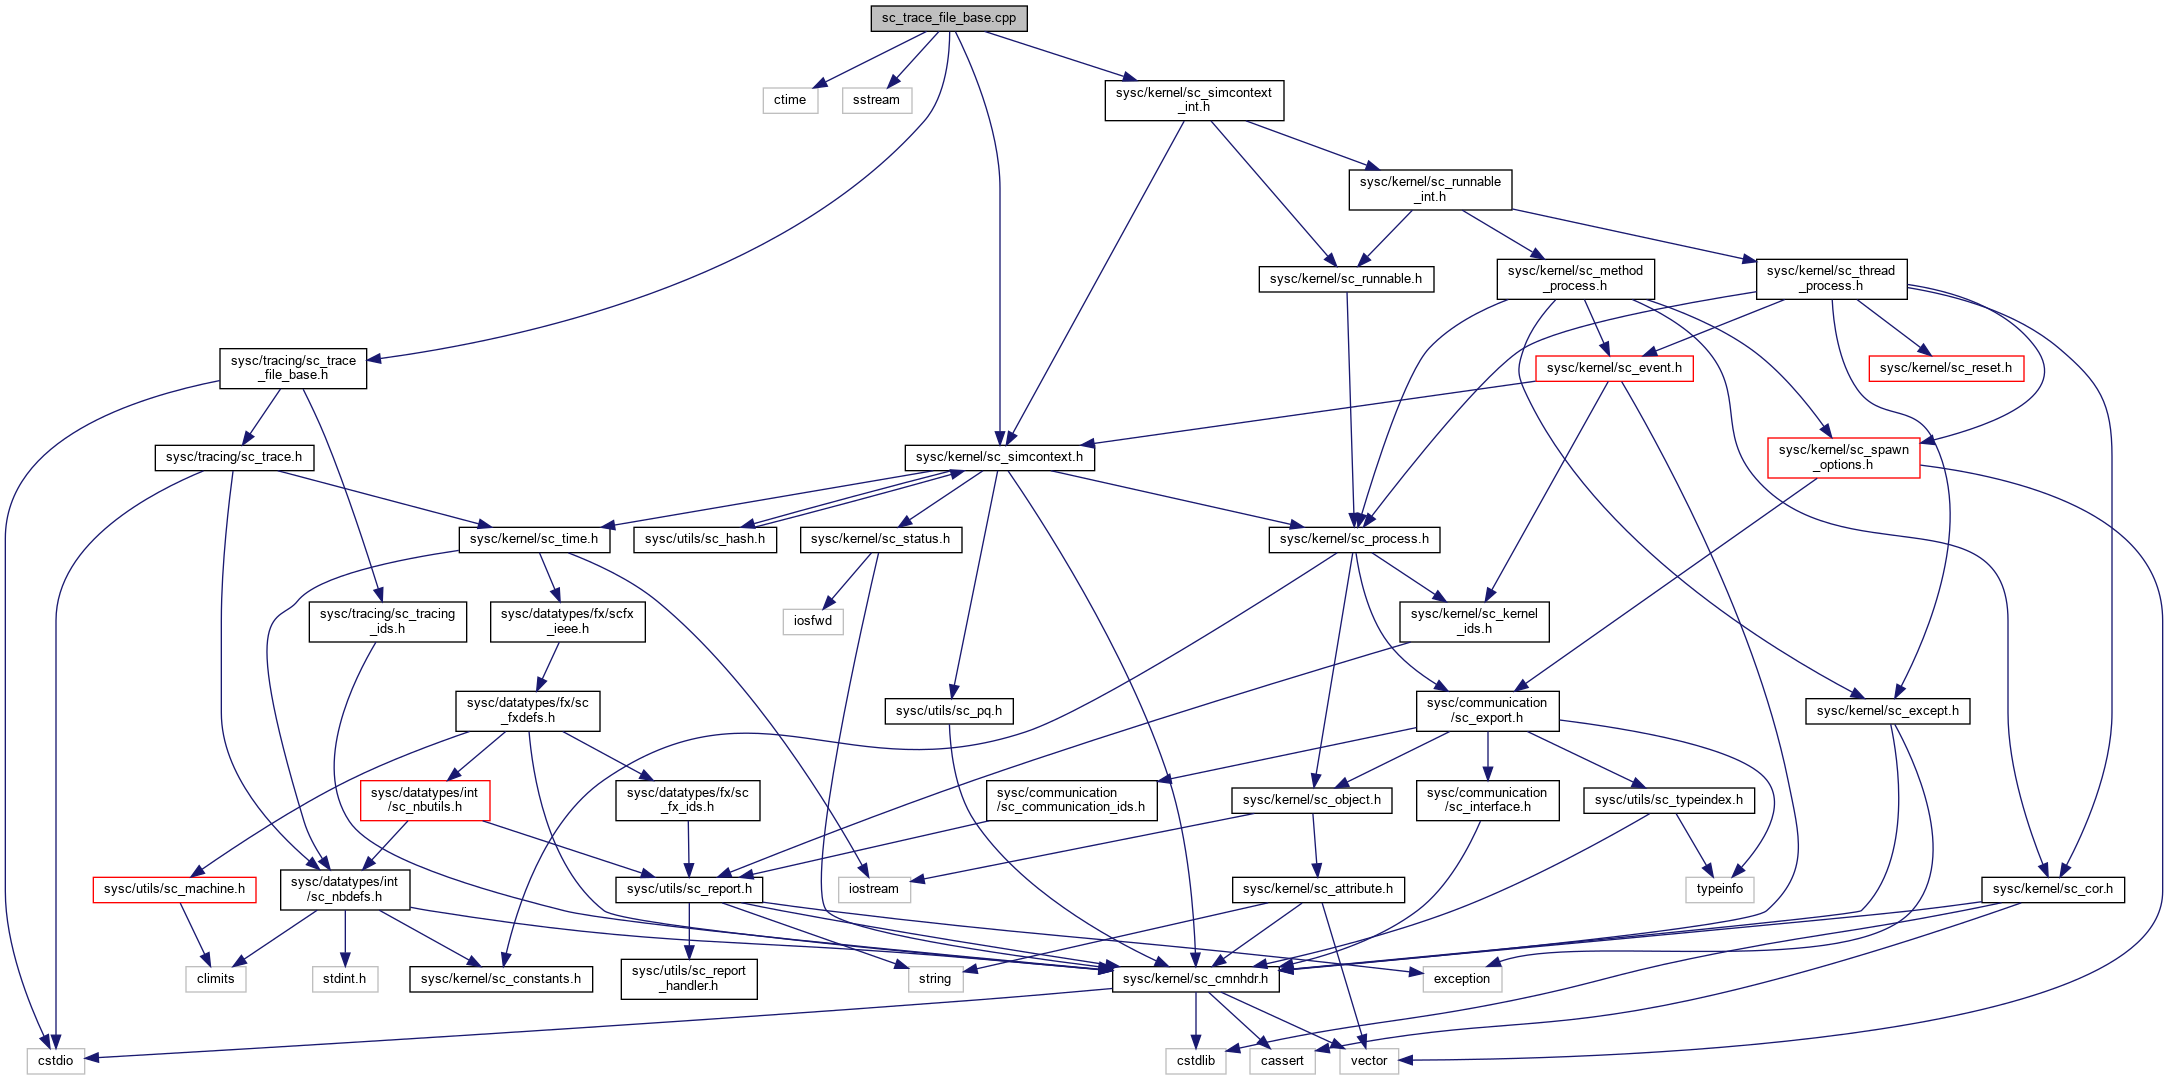 sc_trace_file_base.cpp
ctime
sstream
sysc/kernel/sc_simcontext
_int.h
sysc/kernel/sc_runnable
_int.h
sysc/kernel/sc_runnable.h
sysc/kernel/sc_method
_process.h
sysc/kernel/sc_thread
_process.h
sysc/tracing/sc_trace
_file_base.h
sysc/kernel/sc_event.h
sysc/kernel/sc_reset.h
sysc/tracing/sc_trace.h
sysc/kernel/sc_simcontext.h
sysc/kernel/sc_spawn
_options.h
sysc/kernel/sc_time.h
sysc/utils/sc_hash.h
sysc/kernel/sc_status.h
sysc/kernel/sc_process.h
sysc/tracing/sc_tracing
_ids.h
sysc/datatypes/fx/scfx
_ieee.h
iosfwd
sysc/kernel/sc_kernel
_ids.h
sysc/datatypes/fx/sc
_fxdefs.h
sysc/utils/sc_pq.h
sysc/communication
/sc_export.h
sysc/kernel/sc_except.h
sysc/datatypes/int
/sc_nbutils.h
sysc/datatypes/fx/sc
_fx_ids.h
sysc/communication
/sc_communication_ids.h
sysc/kernel/sc_object.h
sysc/communication
/sc_interface.h
sysc/utils/sc_typeindex.h
sysc/utils/sc_machine.h
sysc/datatypes/int
/sc_nbdefs.h
sysc/utils/sc_report.h
iostream
sysc/kernel/sc_attribute.h
typeinfo
sysc/kernel/sc_cor.h
climits
stdint.h
sysc/kernel/sc_constants.h
sysc/utils/sc_report
_handler.h
string
sysc/kernel/sc_cmnhdr.h
exception
cstdio
cstdlib
cassert
vector